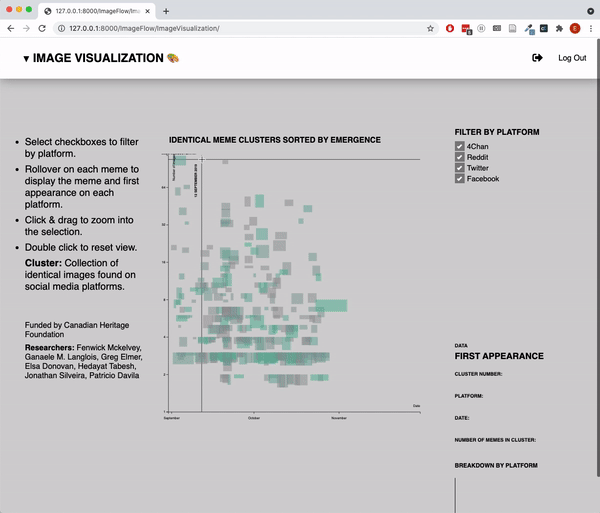 127.0.0.1:8000/ImageFlow/Im
127.0.0.1:8000/ImageFlow/ImageVisualization/
▾ IMAGE VISUALIZATION 🎨
Log Out
• Select checkboxes to filter
by platform.
• Rollover on each meme to
display the meme and first
appearance on each
platform.
• Click & drag to zoom into
the selection.
• Double click to reset view.
Cluster: Collection of
identical images found on
social media platforms.
Funded by Canadian Heritage
Foundation
Researchers: Fenwick Mckelvey,
Ganaele M. Langlois, Greg Elmer,
Elsa Donovan, Hedayat Tabesh,
Jonathan Silveira, Patricio Davila
IDENTICAL MEME CLUSTERS SORTED BY EMERGENCE
Number of
12 SEPTEMBER 2019
Date
September
October
November
FILTER BY PLATFORM
4Chan
Reddit
Twitter
Facebook
DATA
FIRST APPEARANCE
CLUSTER NUMBER:
PLATFORM:
DATE:
NUMBER OF MEMES IN CLUSTER:
BREAKDOWN BY PLATFORM